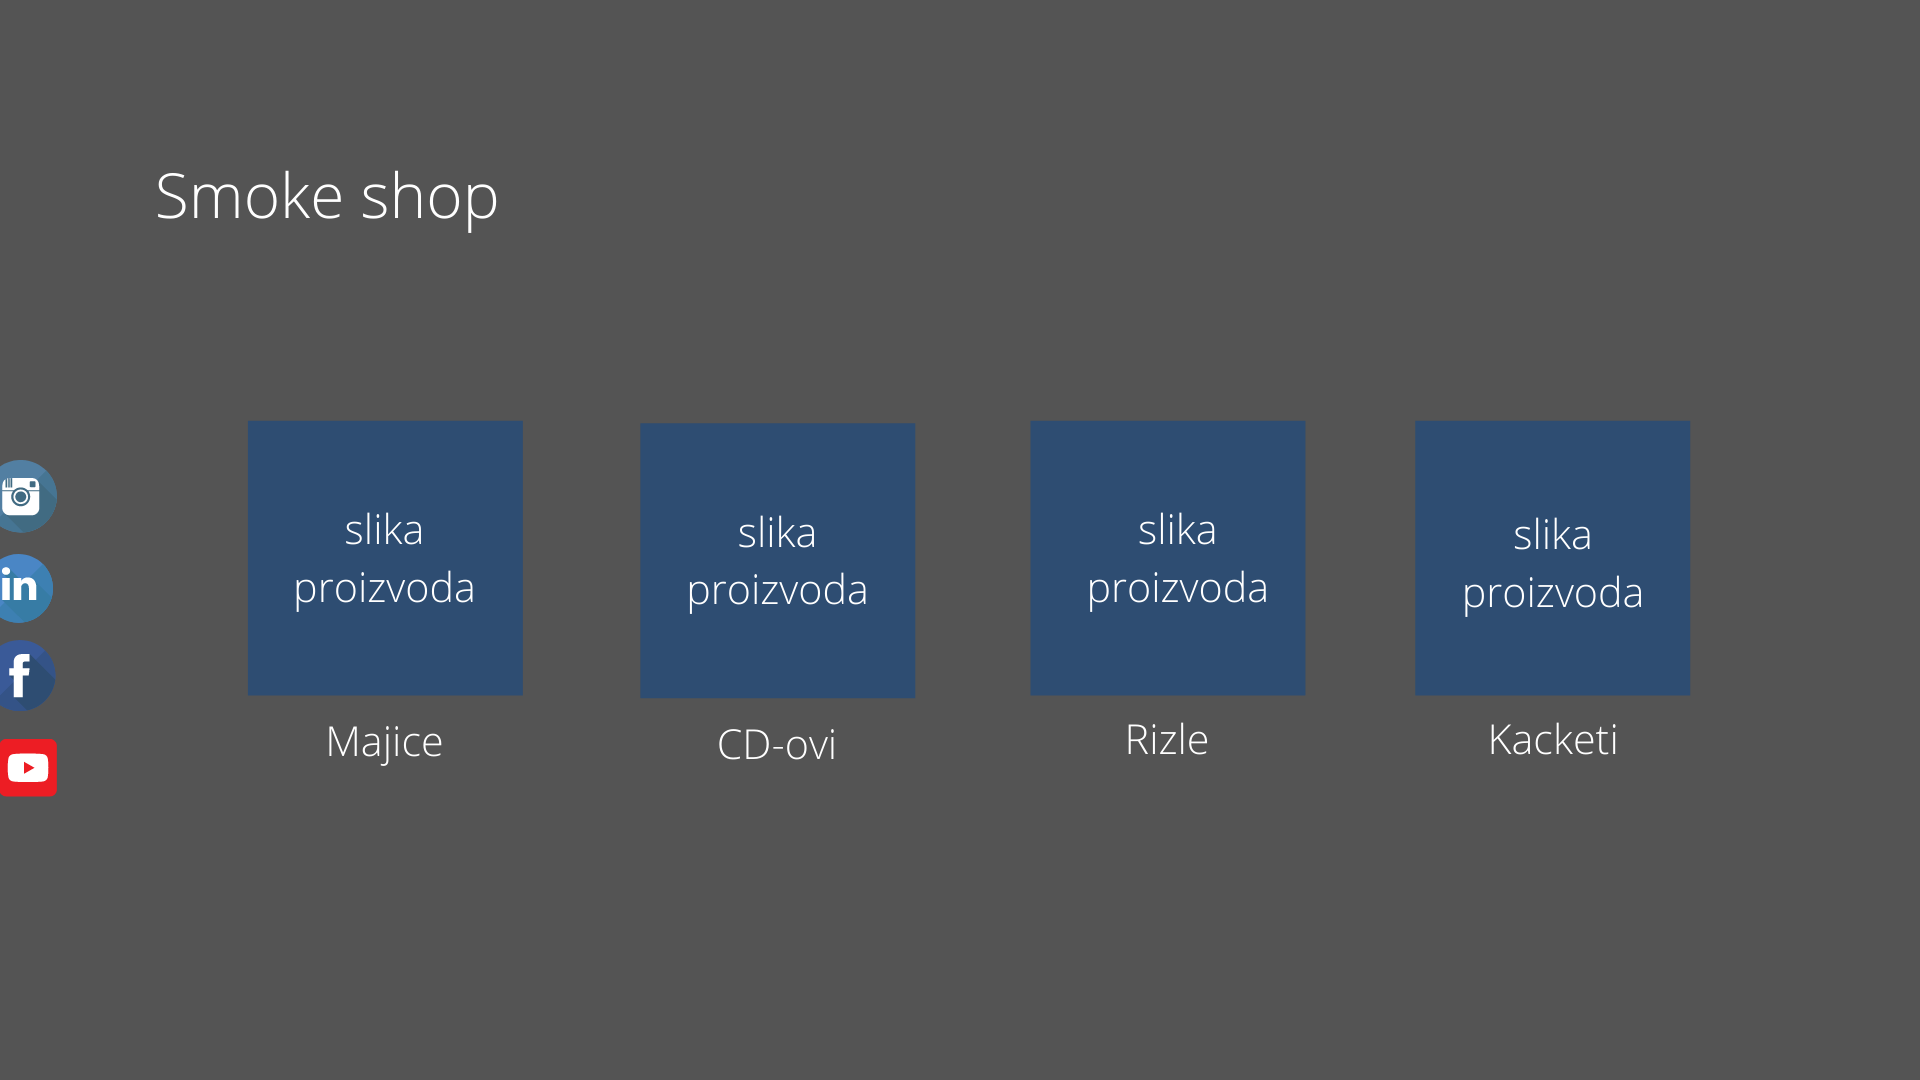 Smoke shop
slika
proizvoda
Majice
slika
proizvoda
CD-ovi
slika
proizvoda
Rizle
slika
proizvoda
Kacketi
in
f